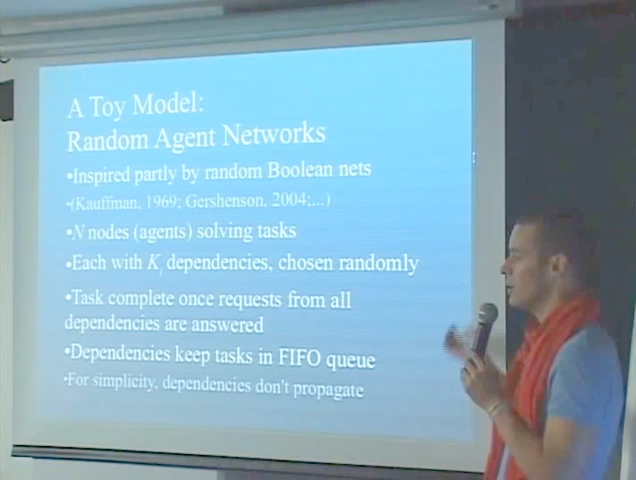 A Toy Model:
Random Agent Networks
•Inspired partly by random Boolean nets
•(Kauffman, 1969; Gershenson, 2004;...)
•N nodes (agents) solving tasks
•Each with Ki dependencies, chosen randomly
•Task complete once requests from all
dependencies are answered
•Dependencies keep tasks in FIFO queue
•For simplicity, dependencies don't propagate